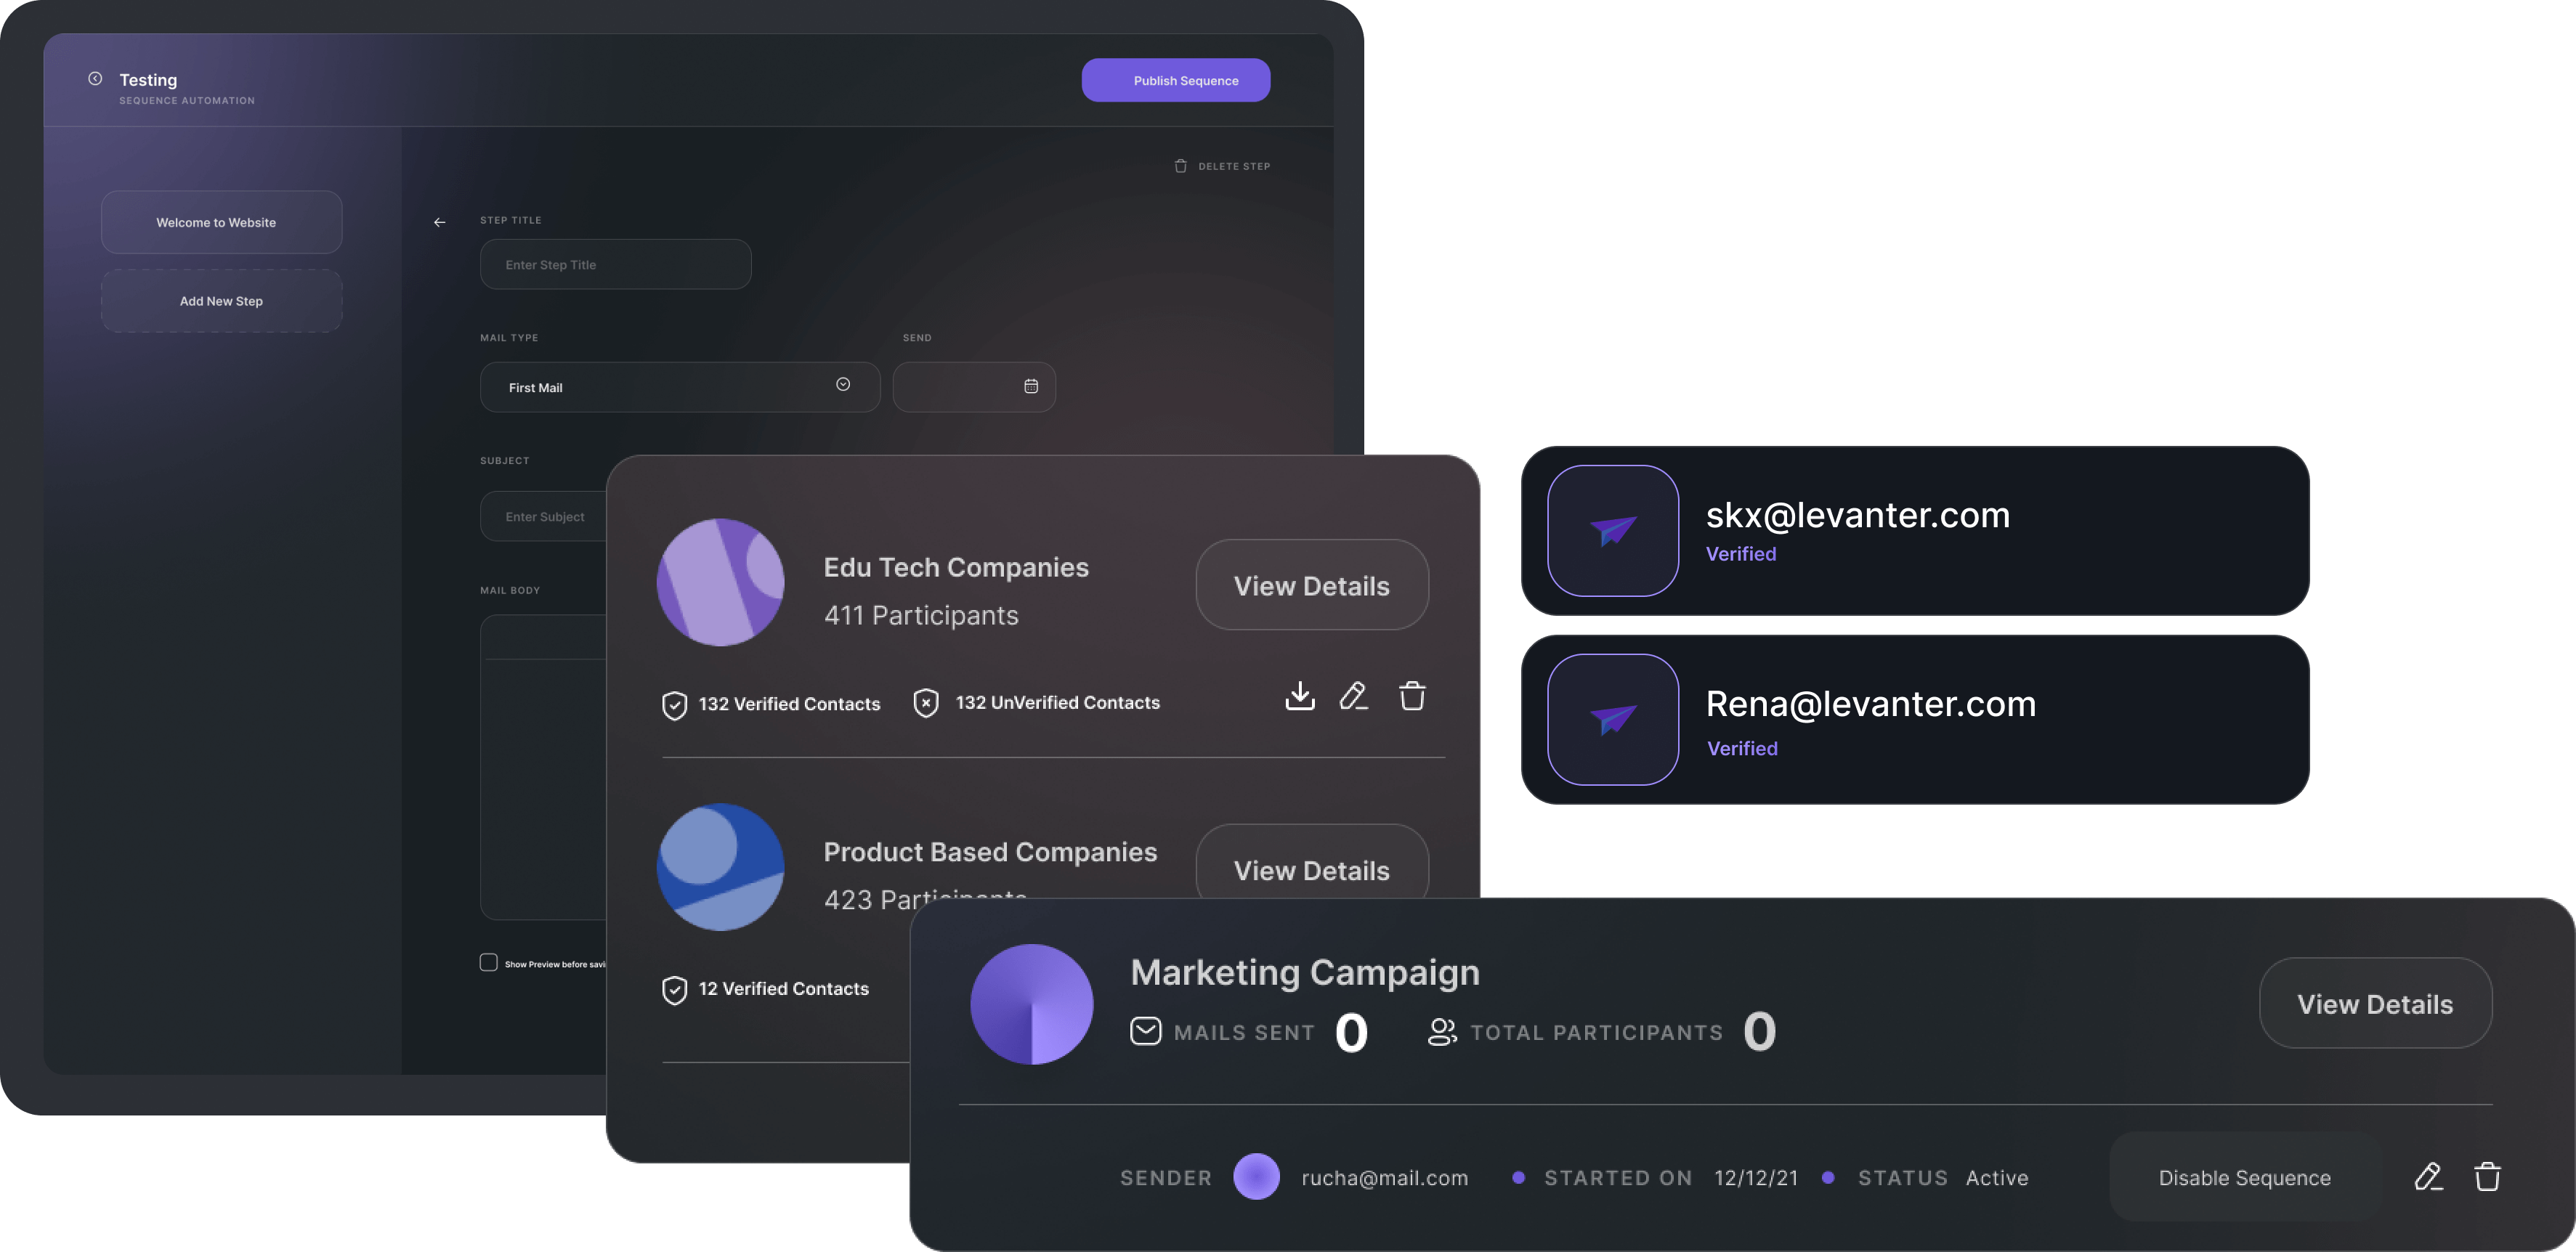 Testing
SEQUENCE AUTOMATION
Publish Sequence
DELETE STEP
Welcome to Website
Add New Step
STEP TITLE
Enter Step Title
MAIL TYPE
SEND
First Mail
SUBJECT
Enter Subject
MAIL BODY
Show Preview before savi
Edu Tech Companies
411 Participants
View Details
132 Verified Contacts
132 UnVerified Contacts
Product Based Companies
423 Participants
View Details
12 Verified Contacts
skx@levanter.com
Verified
Rena@levanter.com
Verified
Marketing Campaign
MAILS SENT 0 TOTAL PARTICIPANTS 0
View Details
SENDER rucha@mail.com STARTED ON 12/12/21 STATUS Active
Disable Sequence